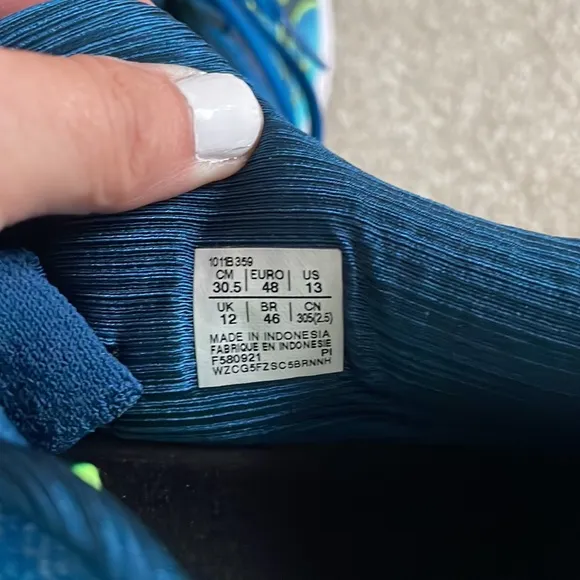 1011B359
CM EURO US
30.5 48 13
UK BR CN
12 46 305(2.5)
MADE IN INDONESIA
FABRIQUE EN INDONESIE
F580921 PI
WZCG5FZSC5BRNNH